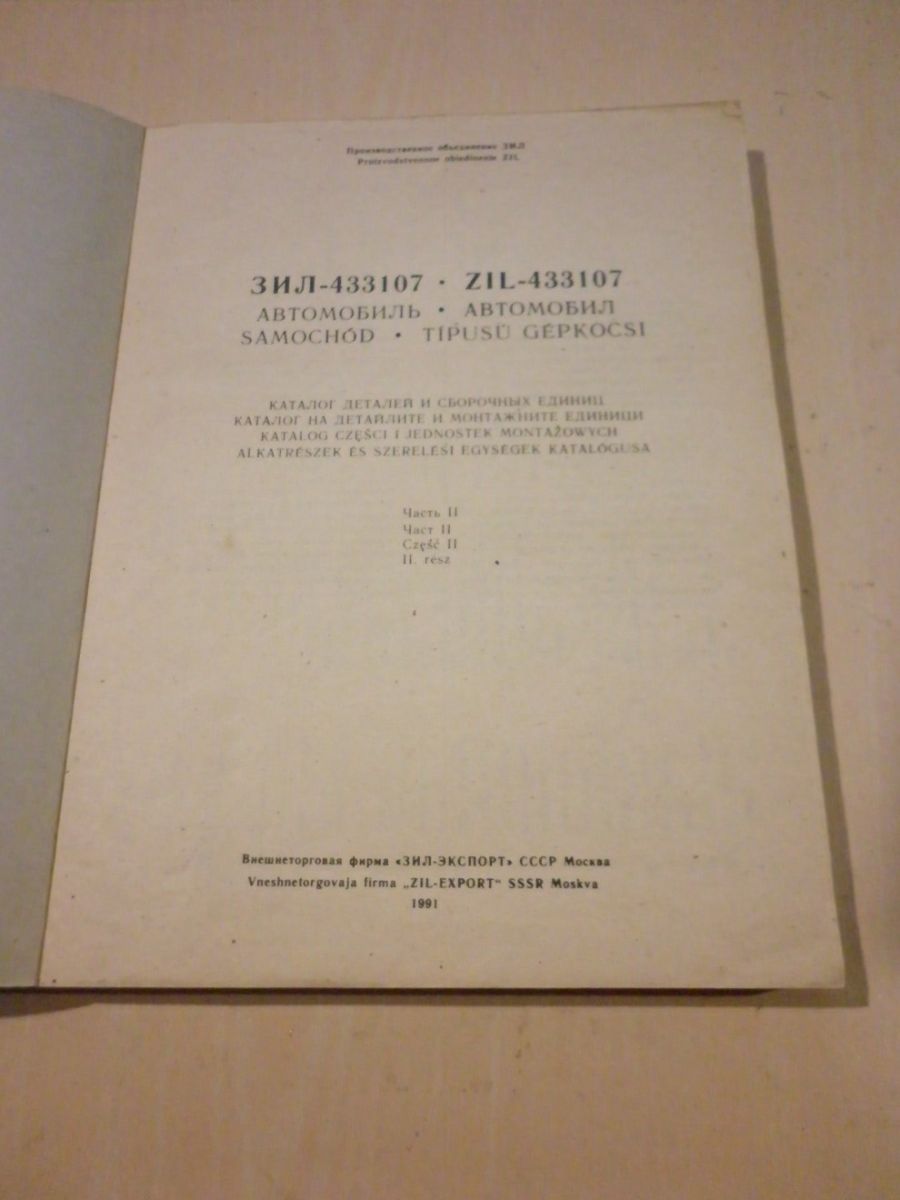 Производственное объединение ЗИЛ
Proizvodstvennoe obiedinenie ZIL
ЗИЛ-433107 · ZIL-433107
АВТОМОБИЛЬ · АВТОМОБИЛ
SAMOCHÓD · TÍPUSÚ GÉPKOCSI
КАТАЛОГ ДЕТАЛЕЙ И СБОРОЧНЫХ ЕДИНИЦ
КАТАЛОГ НА ДЕТАЙЛИТЕ И МОНТАЖНИТЕ ЕДИНИЦИ
KATALOG CZĘŚCI I JEDNOSTEK MONTAŻOWYCH
ALKATRÉSZEK ÉS SZERELÉSI EGYSÉGEK KATALÓGUSA
Часть II
Част II
Część II
II. rész
Внешнеторговая фирма «ЗИЛ-ЭКСПОРТ» СССР Москва
Vneshnetorgovaja firma „ZIL-EXPORT“ SSSR Moskva
1991